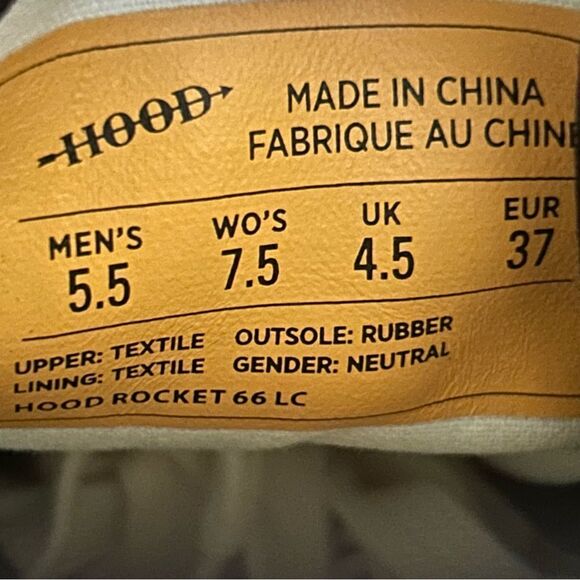 HOOD
MADE IN CHINA
FABRIQUE AU CHINE
MEN'S WO'S UK EUR
5.5 7.5 4.5 37
UPPER: TEXTILE OUTSOLE: RUBBER
LINING: TEXTILE GENDER: NEUTRAL
HOOD ROCKET 66 LC